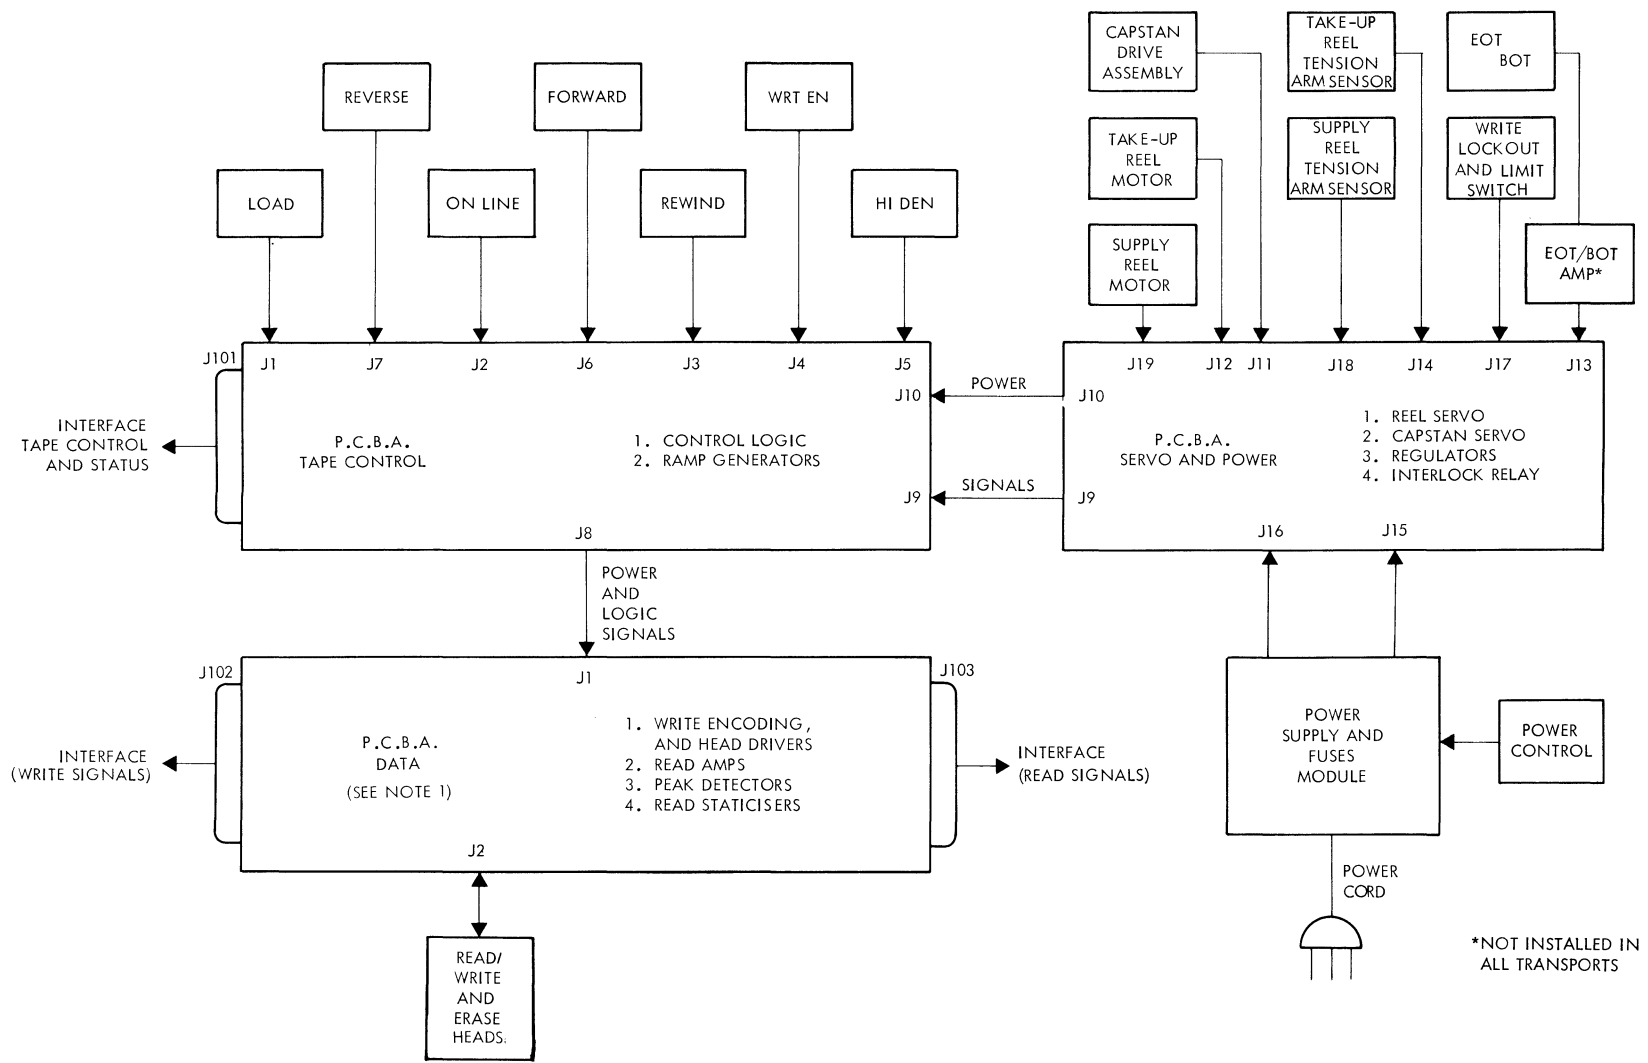 LOAD
REVERSE
ON LINE
FORWARD
REWIND
WRT EN
HI DEN
CAPSTAN
DRIVE
ASSEMBLY
TAKE-UP
REEL
MOTOR
SUPPLY
REEL
MOTOR
TAKE-UP
REEL
TENSION
ARM SENSOR
SUPPLY
REEL
TENSION
ARM SENSOR
EOT
BOT
WRITE
LOCKOUT
AND LIMIT
SWITCH
EOT/BOT
AMP*
J101
J1
J7
J2
J6
J3
J4
J5
J10
J9
J8
INTERFACE
TAPE CONTROL
AND STATUS
P.C.B.A.
TAPE CONTROL
1. CONTROL LOGIC
2. RAMP GENERATORS
POWER
SIGNALS
J19
J12
J11
J18
J14
J17
J13
J10
J9
P.C.B.A.
SERVO AND POWER
1. REEL SERVO
2. CAPSTAN SERVO
3. REGULATORS
4. INTERLOCK RELAY
J16
J15
POWER
AND
LOGIC
SIGNALS
J102
J1
J103
INTERFACE
(WRITE SIGNALS)
P.C.B.A.
DATA
(SEE NOTE 1)
1. WRITE ENCODING,
AND HEAD DRIVERS
2. READ AMPS
3. PEAK DETECTORS
4. READ STATICISERS
INTERFACE
(READ SIGNALS)
J2
READ/
WRITE
AND
ERASE
HEADS
POWER
SUPPLY AND
FUSES
MODULE
POWER
CONTROL
POWER
CORD
*NOT INSTALLED IN
ALL TRANSPORTS